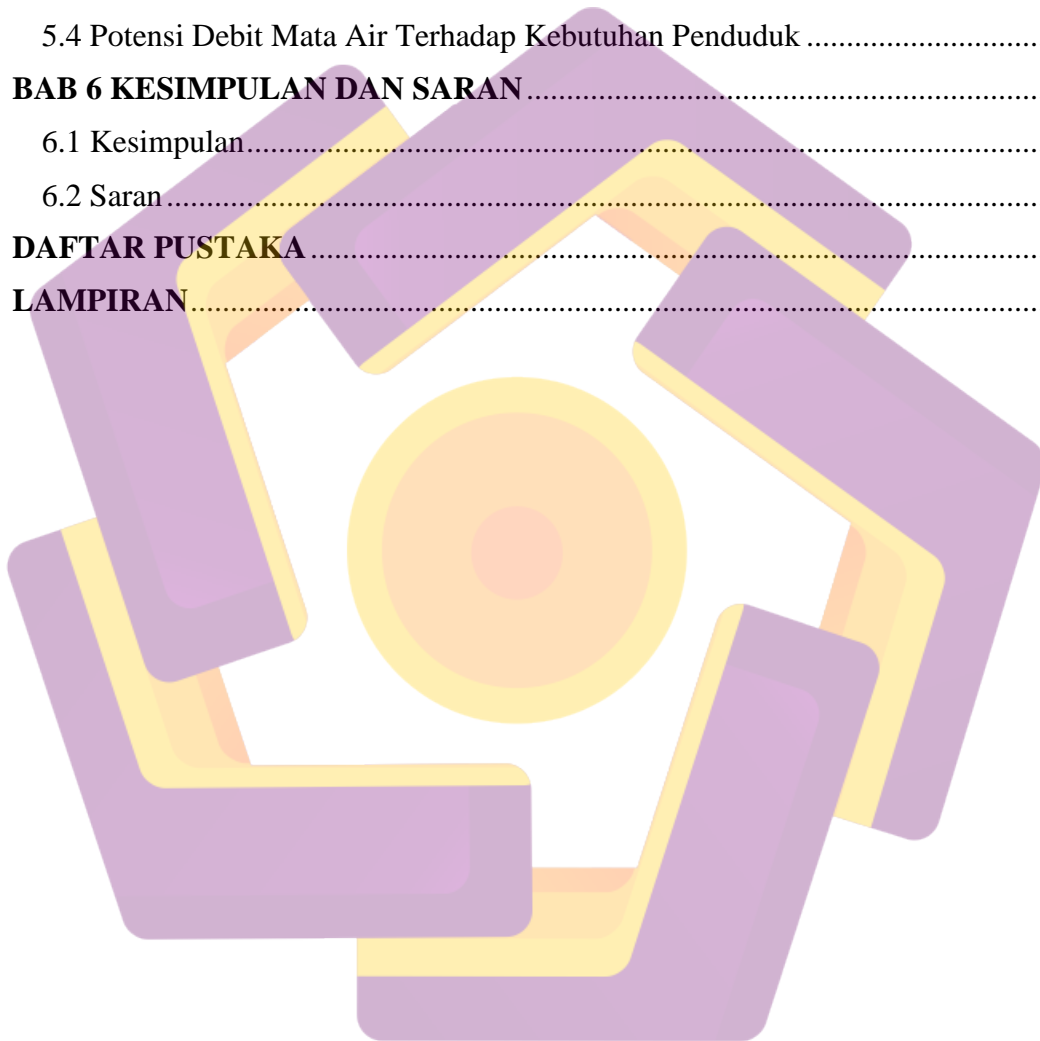 5.4 Potensi Debit Mata Air Terhadap Kebutuhan Penduduk ............................
BAB 6 KESIMPULAN DAN SARAN ................................................................
6.1 Kesimpulan....................................................................................................
6.2 Saran ..............................................................................................................
DAFTAR PUSTAKA ...........................................................................................
LAMPIRAN..........................................................................................................